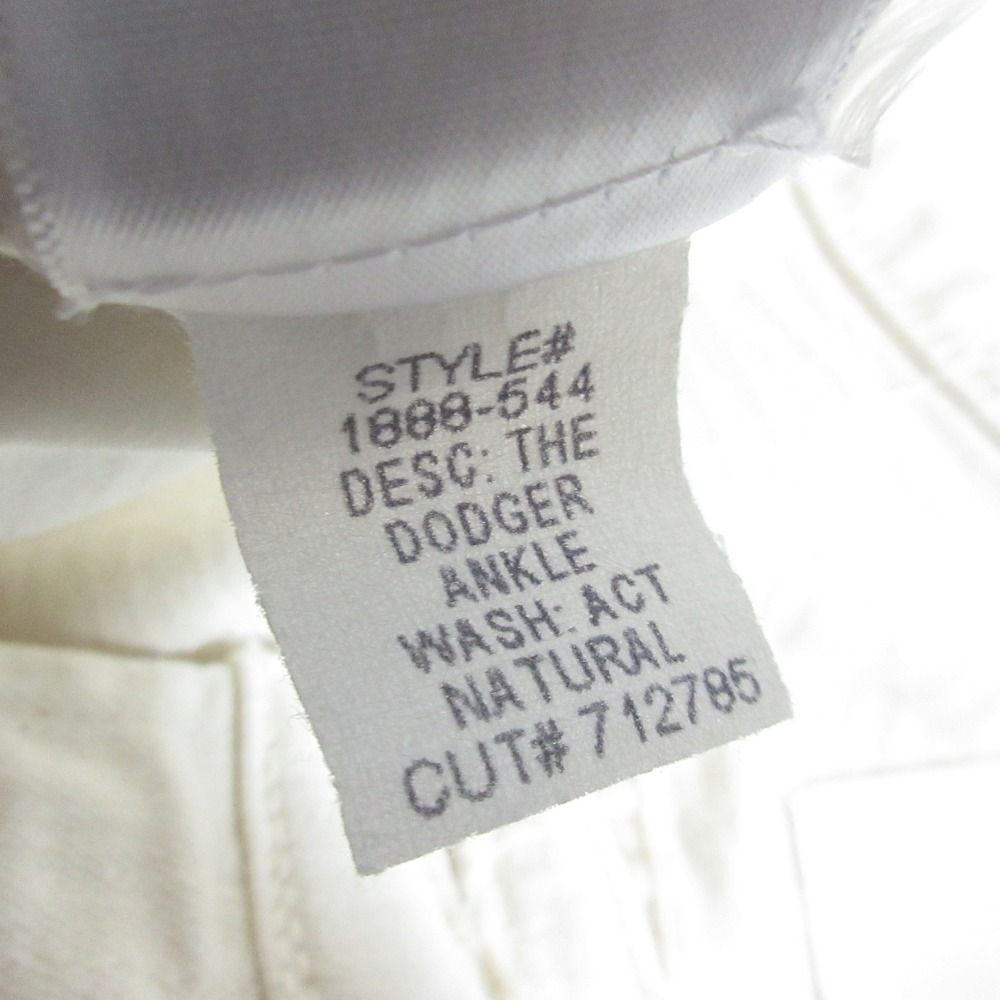 STYLE#
1888-544
DESC: THE
DODGER
ANKLE
WASH: ACT
NATURAL
CUT# 712785